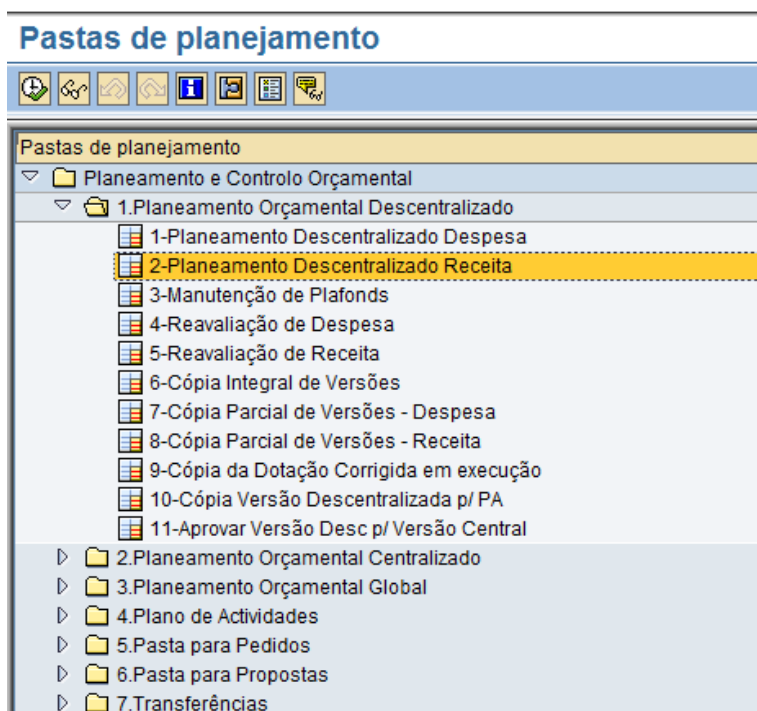 Pastas de planejamento
Pastas de planejamento
Planeamento e Controlo Orçamental
1.Planeamento Orçamental Descentralizado
1-Planeamento Descentralizado Despesa
2-Planeamento Descentralizado Receita
3-Manutenção de Plafonds
4-Reavaliação de Despesa
5-Reavaliação de Receita
6-Cópia Integral de Versões
7-Cópia Parcial de Versões - Despesa
8-Cópia Parcial de Versões - Receita
9-Cópia da Dotação Corrigida em execução
10-Cópia Versão Descentralizada p/ PA
11-Aprovar Versão Desc p/ Versão Central
2.Planeamento Orçamental Centralizado
3.Planeamento Orçamental Global
4.Plano de Actividades
5.Pasta para Pedidos
6.Pasta para Propostas
7.Transferências